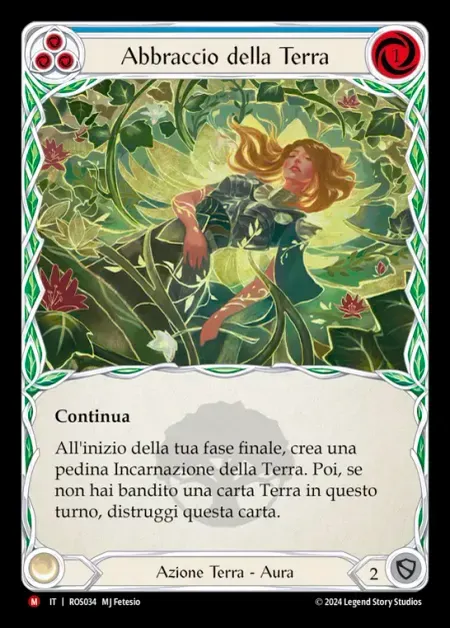 Abbraccio della Terra
1
Continua
All'inizio della tua fase finale, crea una
pedina Incarnazione della Terra. Poi, se
non hai bandito una carta Terra in questo
turno, distruggi questa carta.
Azione Terra - Aura
2
M IT | ROS034 MJ Fetesio
© 2024 Legend Story Studios